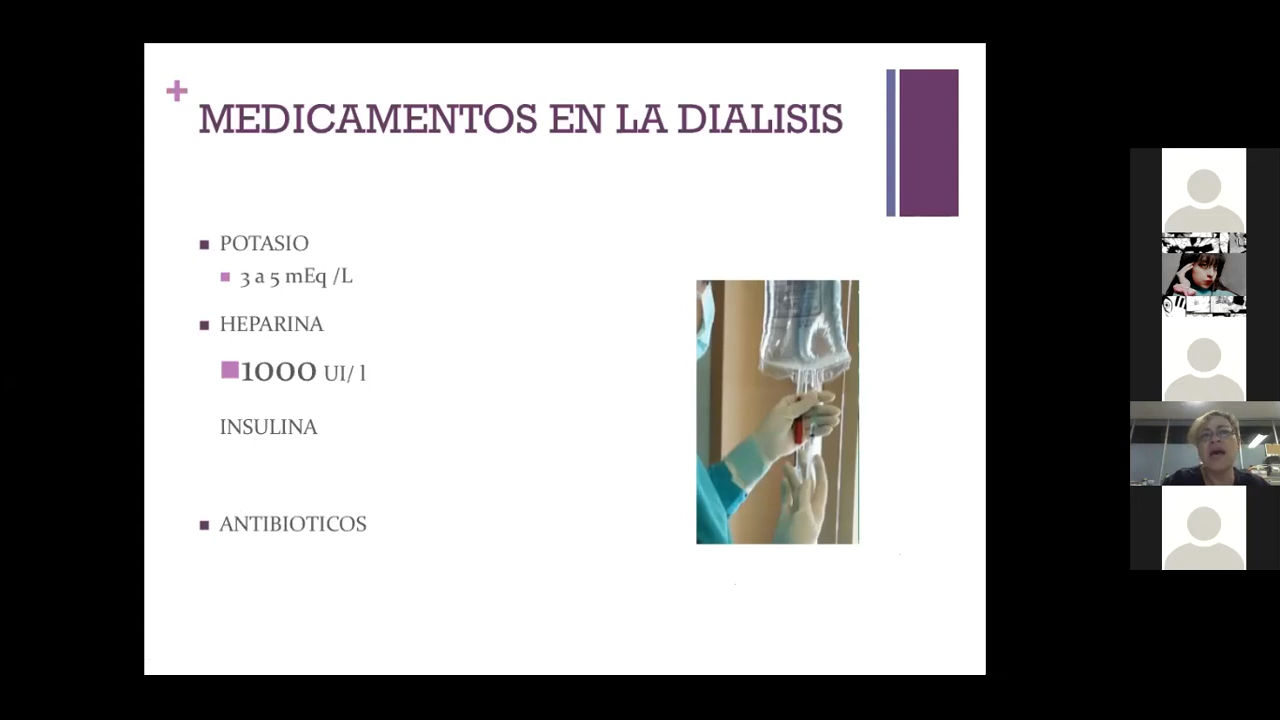 +
MEDICAMENTOS EN LA DIALISIS
POTASIO
3 a 5 mEq /L
HEPARINA
1000 UI/ l
INSULINA
ANTIBIOTICOS